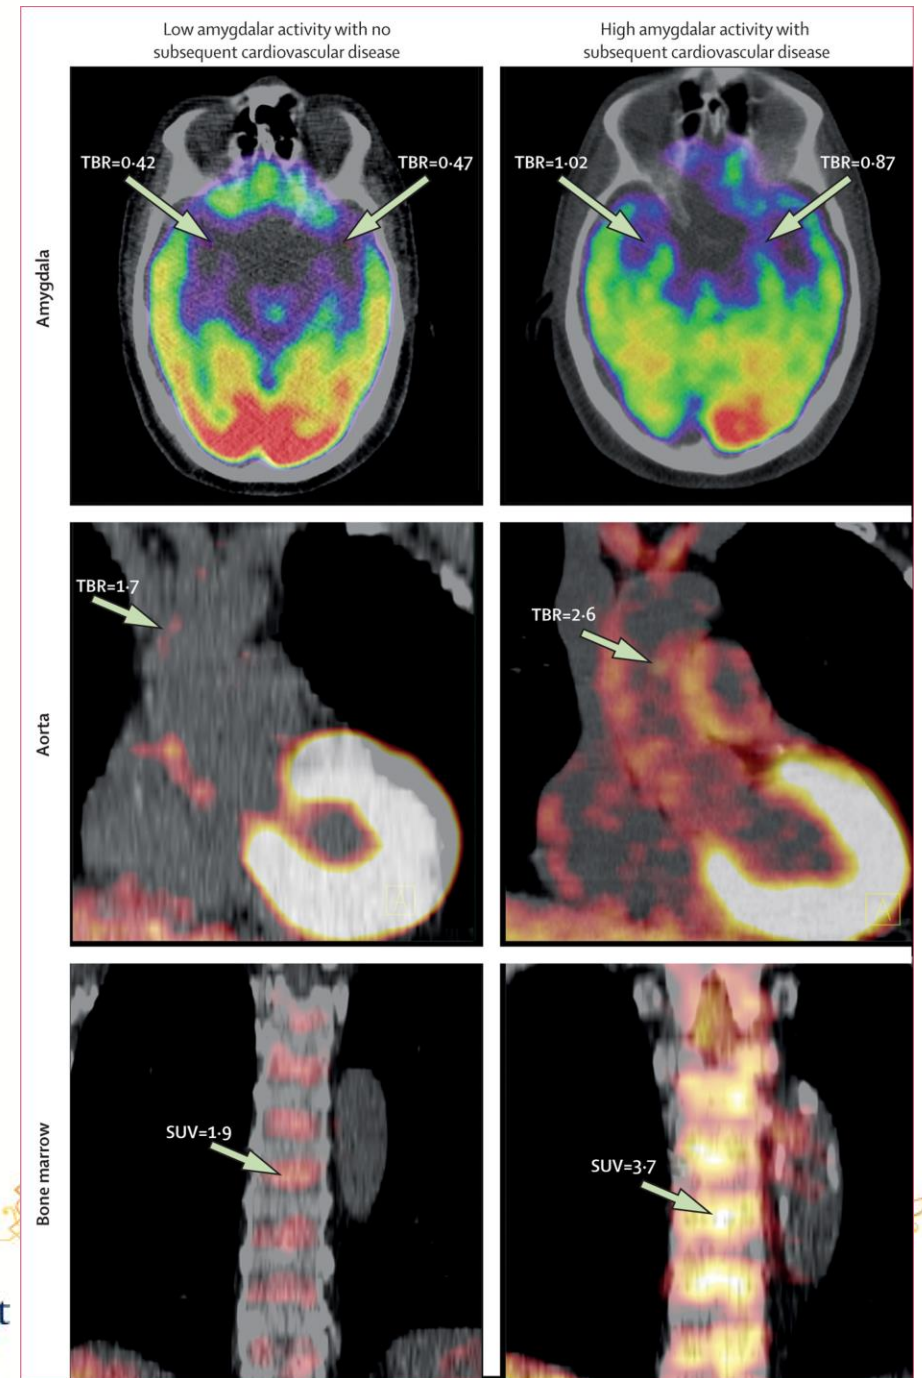 Low amygdalar activity with no
subsequent cardiovascular disease
High amygdalar activity with
subsequent cardiovascular disease
Amygdala
TBR=0·42
TBR=0·47
TBR=1·02
TBR=0·87
Aorta
TBR=1·7
TBR=2·6
A
Bone marrow
SUV=1·9
SUV=3·7
t